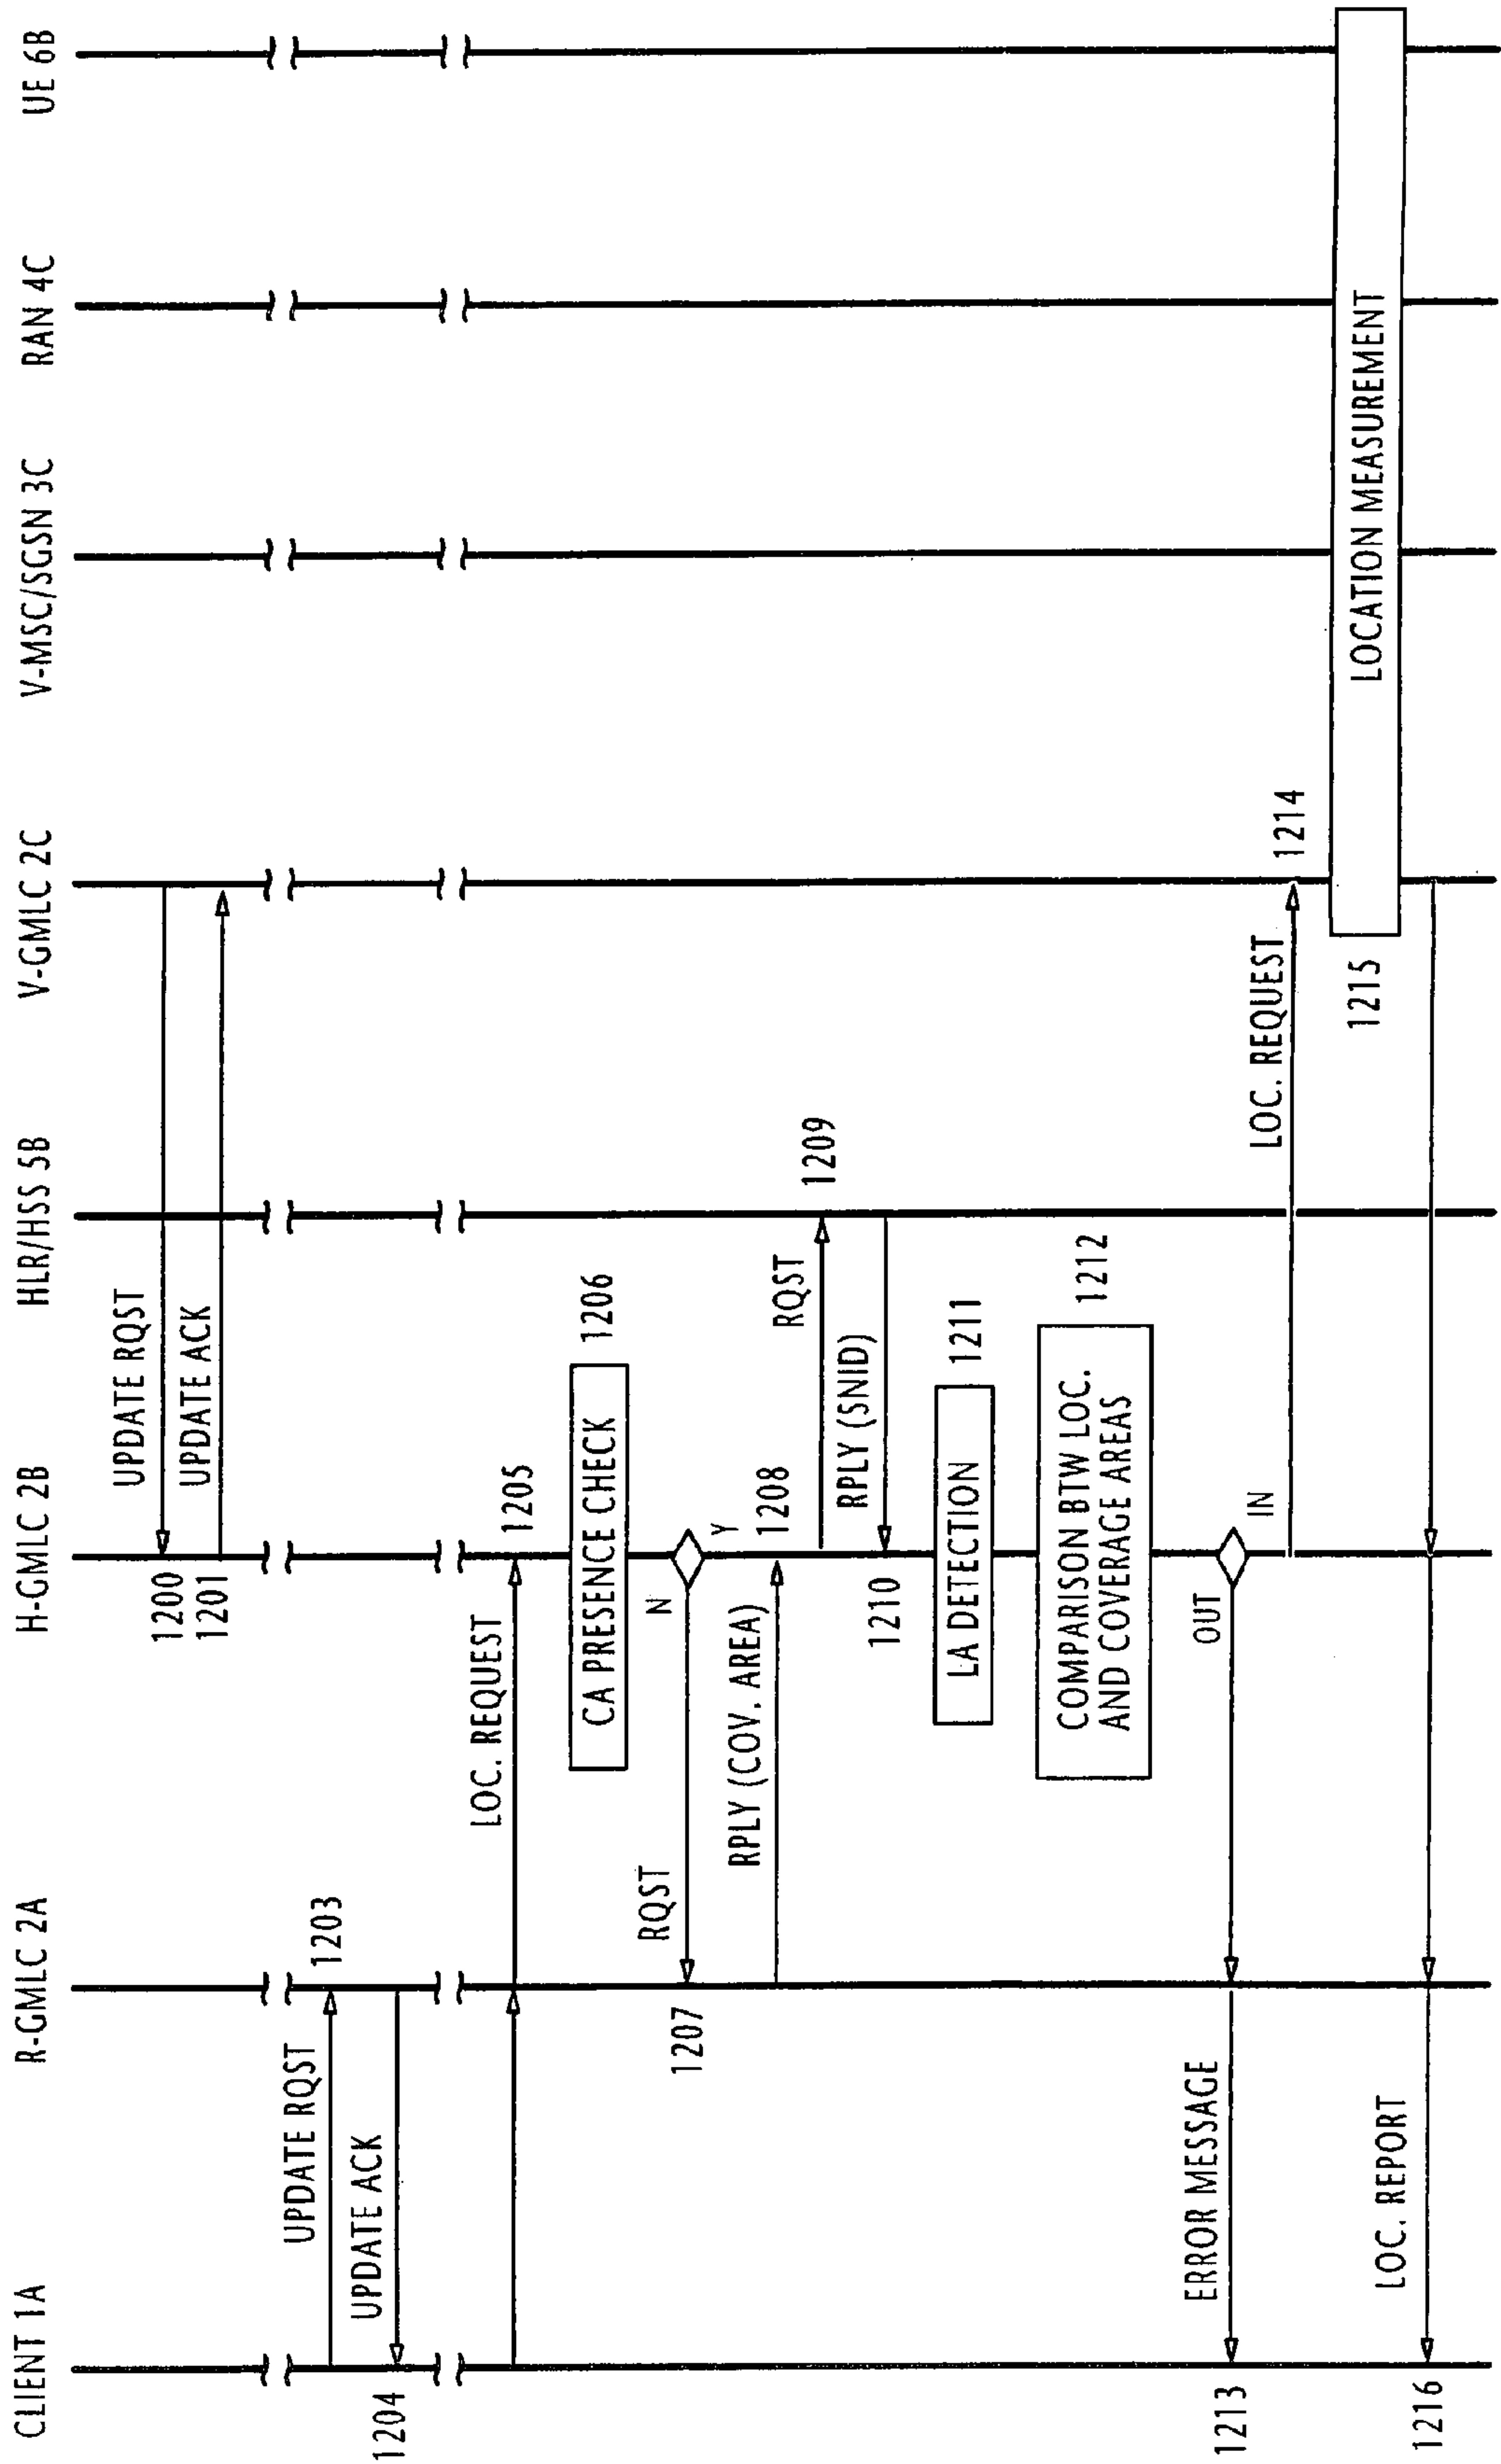 CLIENT 1A
R-GMLC 2A
H-GMLC 2B
HLR/HSS 5B
V-GMLC 2C
V-MSC/SGSN 3C
RAN 4C
UE 6B
UPDATE RQST
1200
UPDATE ACK
1201
UPDATE RQST
1203
UPDATE ACK
1204
LOC. REQUEST
1205
CA PRESENCE CHECK
1206
N
Y
RQST
1207
RPLY (COV. AREA)
1208
RQST
1209
RPLY (SNID)
1210
LA DETECTION
1211
COMPARISON BTW LOC.
AND COVERAGE AREAS
1212
OUT
IN
ERROR MESSAGE
1213
LOC. REQUEST
1214
LOCATION MEASUREMENT
1215
LOC. REPORT
1216